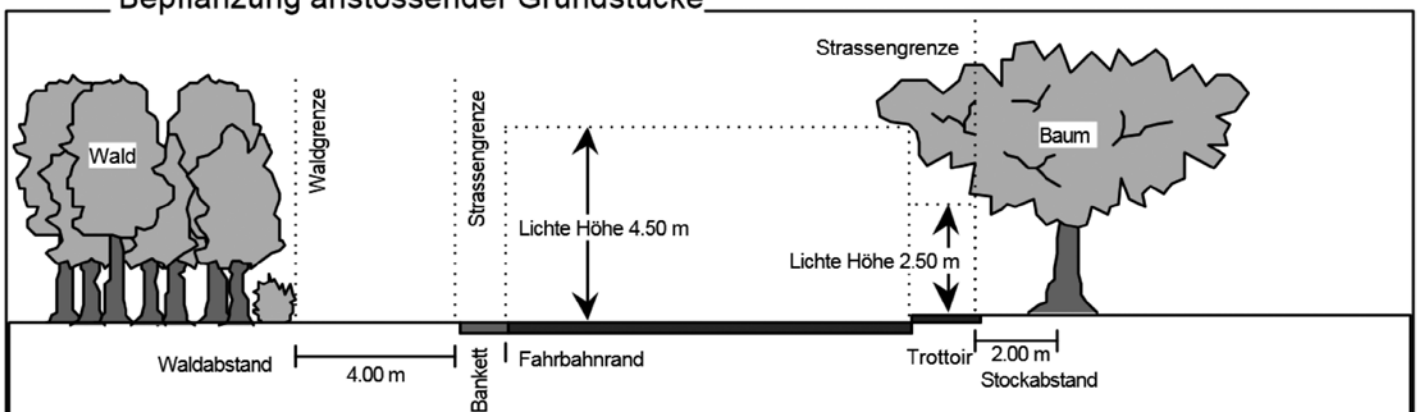 Bepflanzung anstossender Grundstücke
Strassengrenze
Waldgrenze
Strassengrenze
Wald
Baum
Lichte Höhe 4.50 m
Lichte Höhe 2.50 m
Waldabstand
4.00 m
Bankett
Fahrbahnrand
Trottoir
2.00 m
Stockabstand